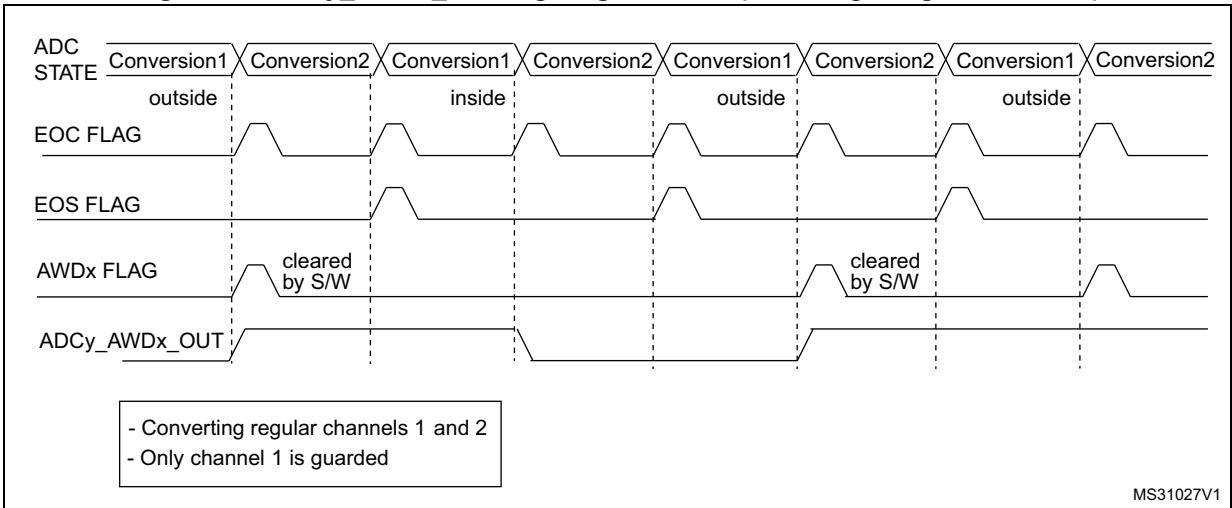 ADC
STATE
Conversion1 Conversion2 Conversion1 Conversion2 Conversion1 Conversion2 Conversion1 Conversion2
outside inside outside outside
EOC FLAG
EOS FLAG
AWDx FLAG
cleared
by S/W
cleared
by S/W
ADCy_AWDx_OUT
- Converting regular channels 1 and 2
- Only channel 1 is guarded
MS31027V1